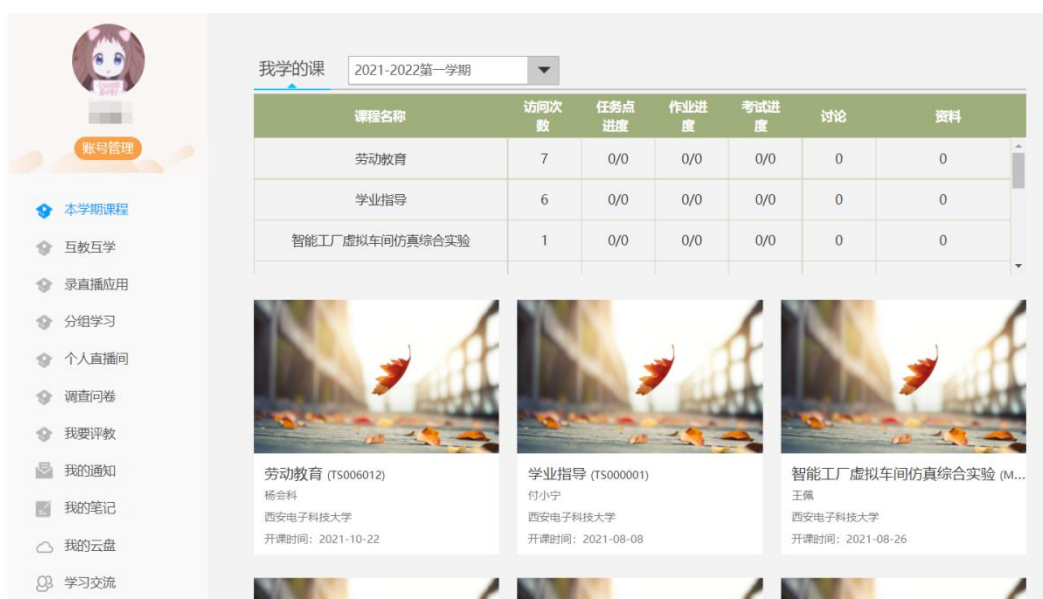 账号管理
本学期课程
互教互学
录直播应用
分组学习
个人直播间
调查问卷
我要评教
我的通知
我的笔记
我的云盘
学习交流
我学的课 2021-2022第一学期
课程名称 访问次数 任务点进度 作业进度 考试进度 讨论 资料
劳动教育 7 0/0 0/0 0/0 0 0
学业指导 6 0/0 0/0 0/0 0 0
智能工厂虚拟车间仿真综合实验 1 0/0 0/0 0/0 0 0
劳动教育 (TS006012)
杨会科
西安电子科技大学
开课时间：2021-10-22
学业指导 (TS000001)
付小宁
西安电子科技大学
开课时间：2021-08-08
智能工厂虚拟车间仿真综合实验 (M...
王佩
西安电子科技大学
开课时间：2021-08-26